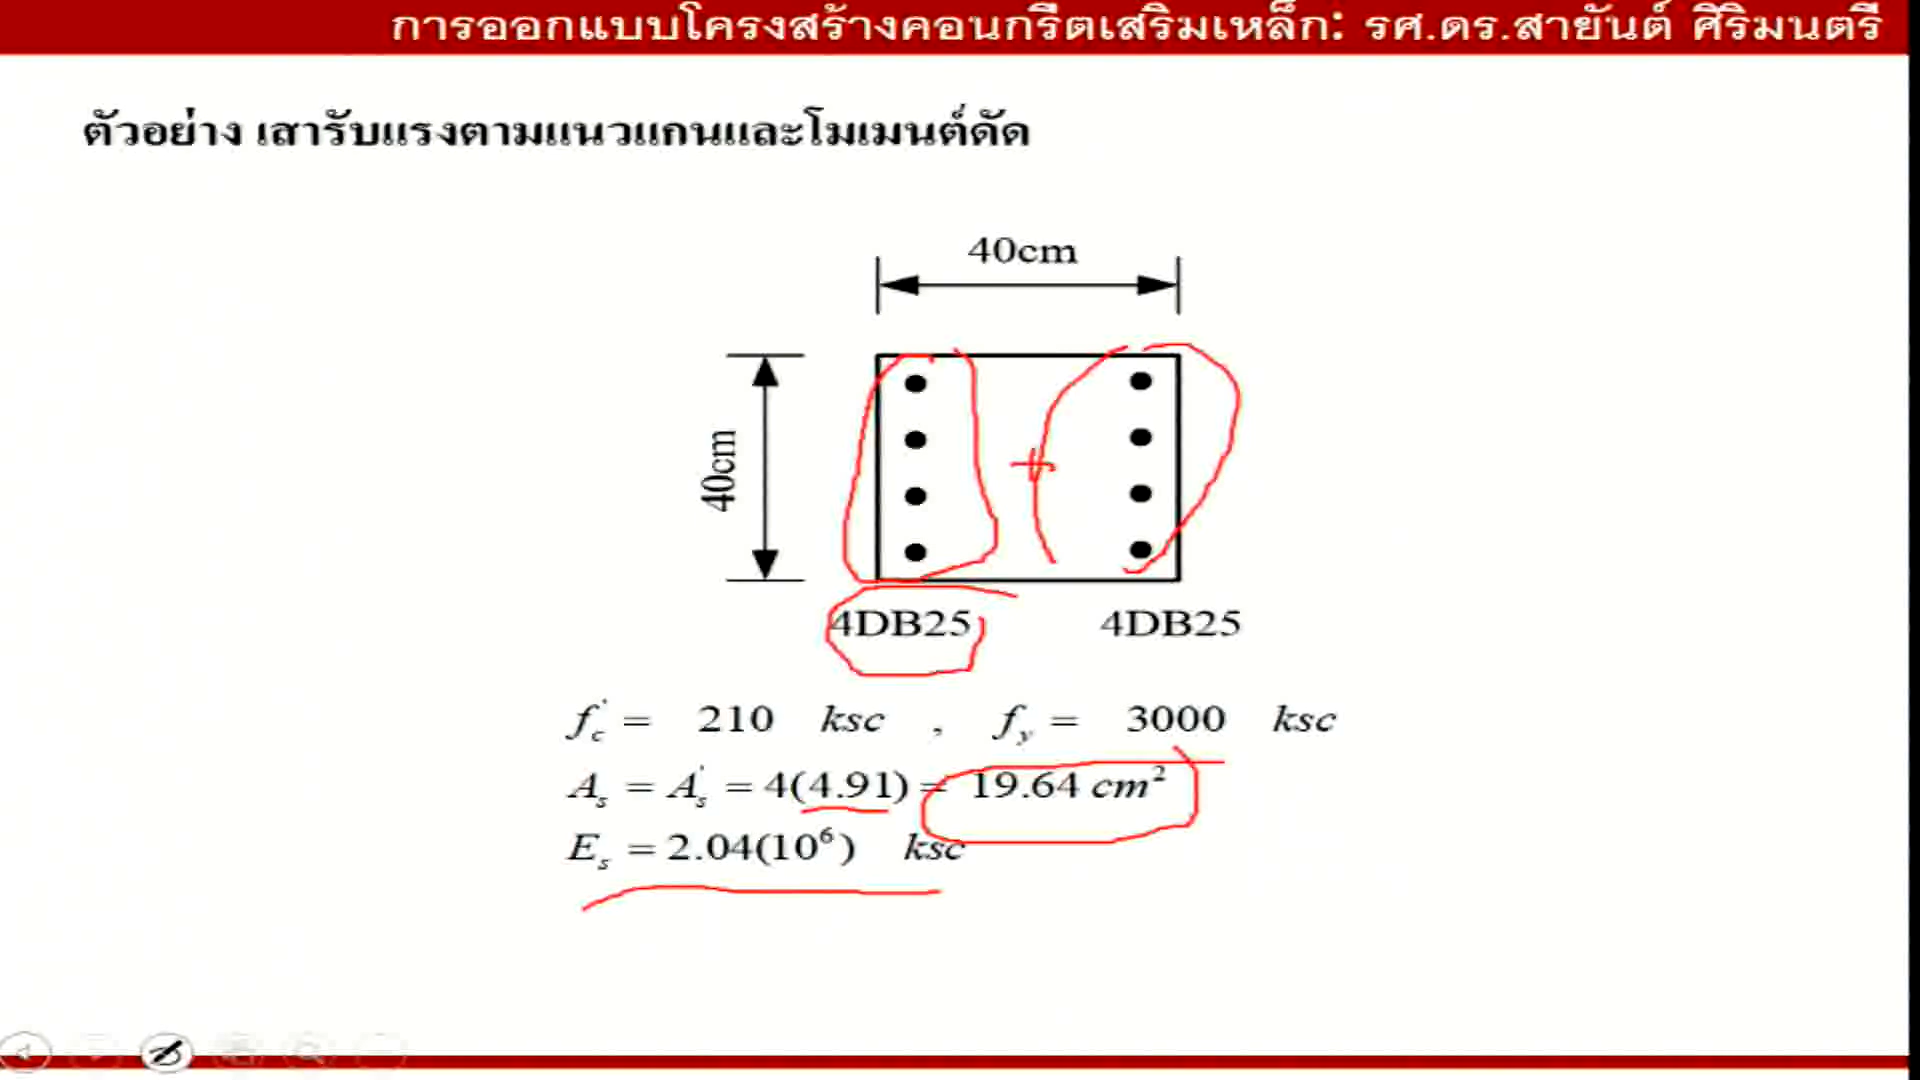 การออกแบบโครงสร้างคอนกรีตเสริมเหล็ก: รศ.ดร.สายันต์ ศิริมนตรี
ตัวอย่าง เสารับแรงตามแนวแกนและโมเมนต์ดัด
40cm
40cm
4DB25 4DB25
f'c = 210 ksc , fy = 3000 ksc
As = A's = 4(4.91) = 19.64 cm²
Es = 2.04(10⁶) ksc